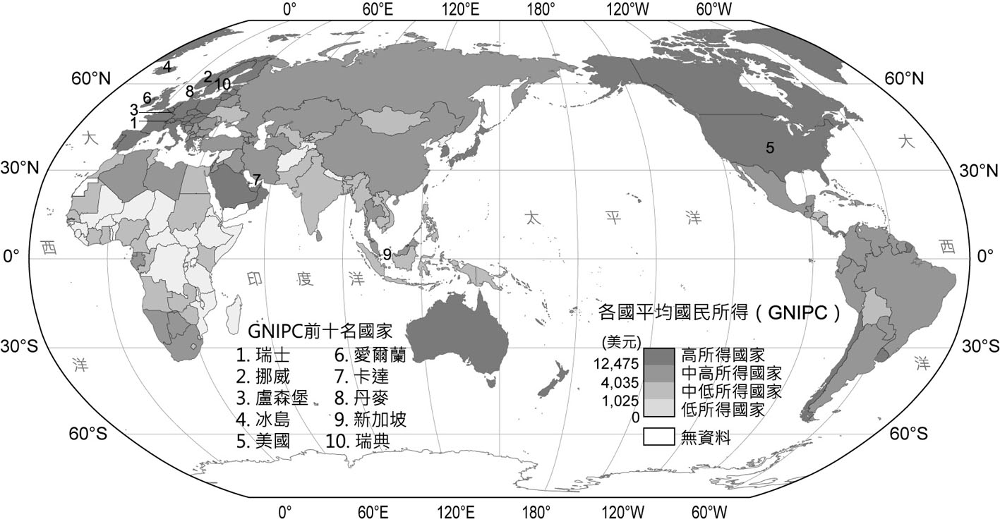 0° 60°E 120°E 180° 120°W 60°W
60°N 60°N
30°N 30°N
0° 0°
30°S 30°S
60°S 60°S
4
2
10
8
6
3
1
5
7
9
大
西
洋
太 平 洋
印 度 洋
大
西
洋
GNIPC前十名國家
1. 瑞士
2. 挪威
3. 盧森堡
4. 冰島
5. 美國
6. 愛爾蘭
7. 卡達
8. 丹麥
9. 新加坡
10. 瑞典
各國平均國民所得（GNIPC）
(美元)
12,475
4,035
1,025
0
高所得國家
中高所得國家
中低所得國家
低所得國家
無資料
0° 60°E 120°E 180° 120°W 60°W